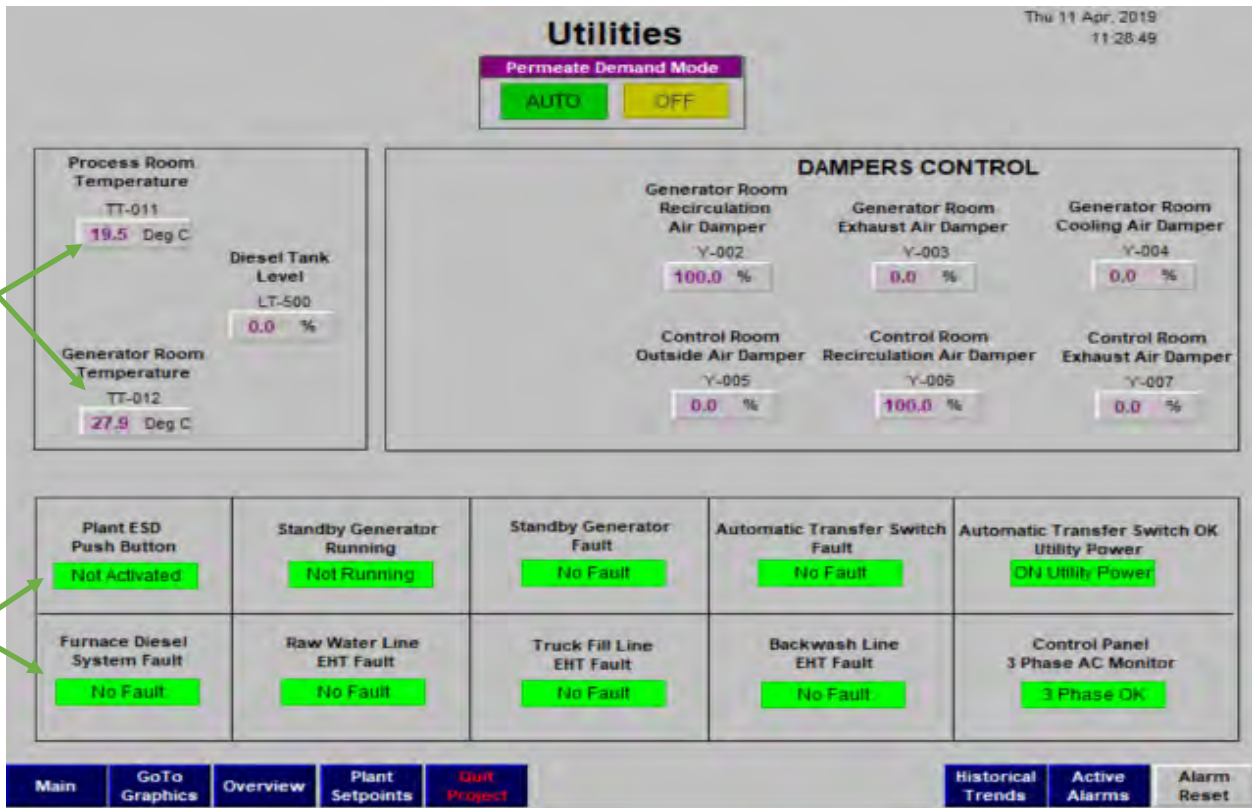 Utilities
Thu 11 Apr, 2019
11:28:49
Permeate Demand Mode
AUTO OFF
Process Room
Temperature
TT-011
19.5 Deg C
Diesel Tank
Level
LT-500
0.0 %
Generator Room
Temperature
TT-012
27.9 Deg C
DAMPERS CONTROL
Generator Room
Recirculation
Air Damper
Y-002
100.0 %
Generator Room
Exhaust Air Damper
Y-003
0.0 %
Generator Room
Cooling Air Damper
Y-004
0.0 %
Control Room
Outside Air Damper
Y-005
0.0 %
Control Room
Recirculation Air Damper
Y-006
100.0 %
Control Room
Exhaust Air Damper
Y-007
0.0 %
Plant ESD
Push Button
Not Activated
Standby Generator
Running
Not Running
Standby Generator
Fault
No Fault
Automatic Transfer Switch
Fault
No Fault
Automatic Transfer Switch OK
Utility Power
ON Utility Power
Furnace Diesel
System Fault
No Fault
Raw Water Line
EHT Fault
No Fault
Truck Fill Line
EHT Fault
No Fault
Backwash Line
EHT Fault
No Fault
Control Panel
3 Phase AC Monitor
3 Phase OK
Main
GoTo
Graphics
Overview
Plant
Setpoints
Quit
Project
Historical
Trends
Active
Alarms
Alarm
Reset